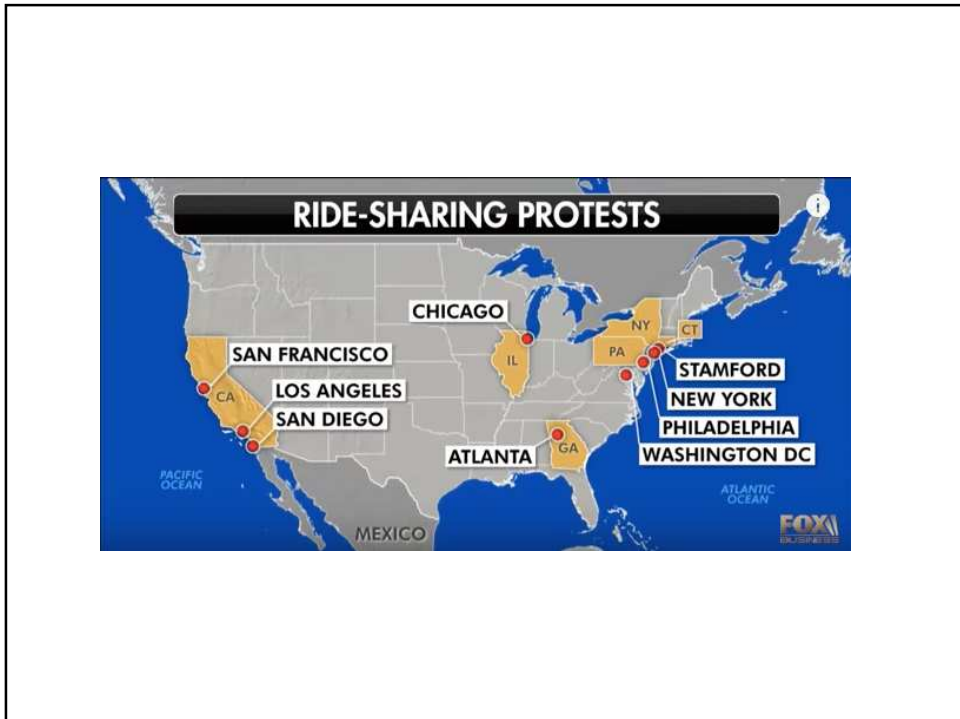 RIDE-SHARING PROTESTS
i
CHICAGO
NY
CT
IL
PA
SAN FRANCISCO
STAMFORD
CA
LOS ANGELES
NEW YORK
SAN DIEGO
PHILADELPHIA
ATLANTA
GA
WASHINGTON DC
PACIFIC
OCEAN
ATLANTIC
OCEAN
MEXICO
FOX
BUSINESS